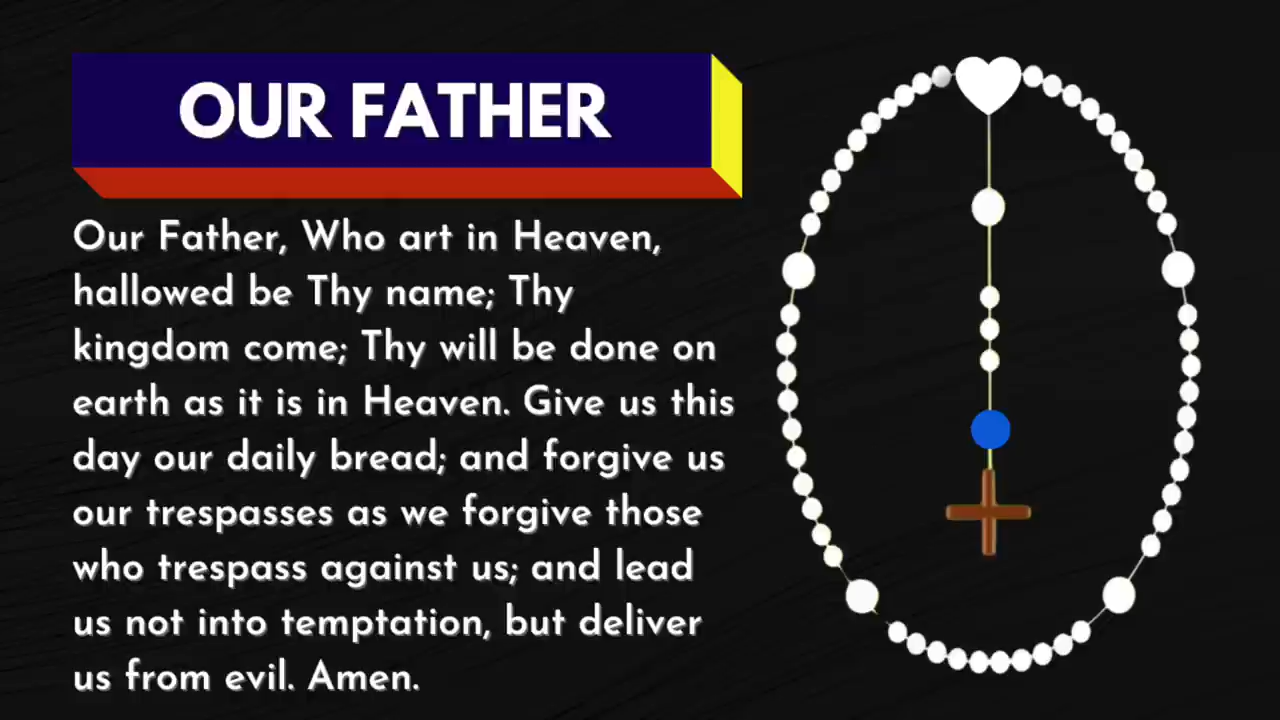 OUR FATHER
Our Father, Who art in Heaven,
hallowed be Thy name; Thy
kingdom come; Thy will be done on
earth as it is in Heaven. Give us this
day our daily bread; and forgive us
our trespasses as we forgive those
who trespass against us; and lead
us not into temptation, but deliver
us from evil. Amen.